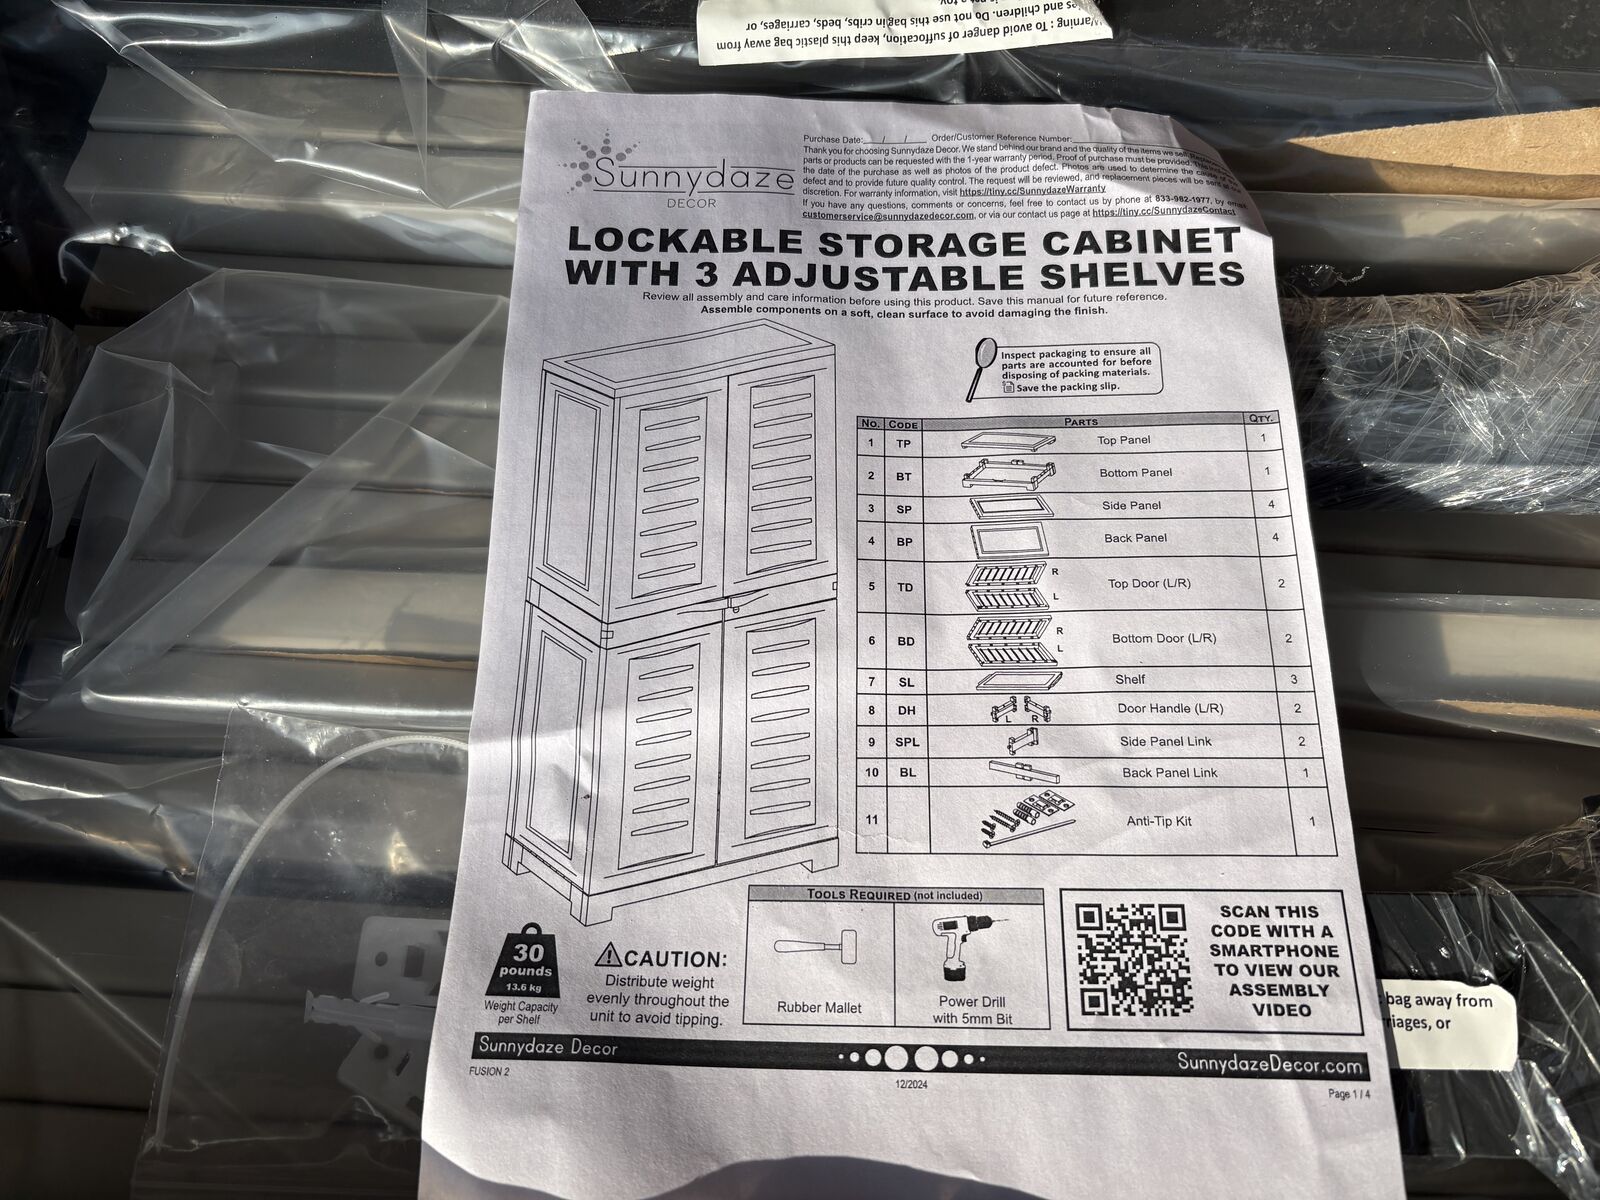 Warning : To avoid danger of suffocation, keep this plastic bag away from
and children. Do not use this bag in cribs, beds, carriages, or
Sunnydaze
DECOR
Purchase Date:___/___/___ Order/Customer Reference Number:
Thank you for choosing Sunnydaze Decor. We stand behind our brand and the quality of the items we sell.
parts or products can be requested with the 1-year warranty period. Proof of purchase must be provided.
the date of the purchase as well as photos of the product defect. Photos are used to determine the cause
defect and to provide future quality control. The request will be reviewed, and replacement pieces will be sent
discretion. For warranty information, visit https://tiny.cc/SunnydazeWarranty
If you have any questions, comments or concerns, feel free to contact us by phone at 833-982-1977, by email
customerservice@sunnydazedecor.com, or via our contact us page at https://tiny.cc/SunnydazeContact
LOCKABLE STORAGE CABINET
WITH 3 ADJUSTABLE SHELVES
Review all assembly and care information before using this product. Save this manual for future reference.
Assemble components on a soft, clean surface to avoid damaging the finish.
Inspect packaging to ensure all
parts are accounted for before
disposing of packing materials.
Save the packing slip.
No. CODE PARTS QTY.
1 TP Top Panel 1
2 BT Bottom Panel 1
3 SP Side Panel 4
4 BP Back Panel 4
5 TD R L Top Door (L/R) 2
6 BD R L Bottom Door (L/R) 2
7 SL Shelf 3
8 DH L R Door Handle (L/R) 2
9 SPL Side Panel Link 2
10 BL Back Panel Link 1
11 Anti-Tip Kit 1
30
pounds
13.6 kg
Weight Capacity
per Shelf
CAUTION:
Distribute weight
evenly throughout the
unit to avoid tipping.
TOOLS REQUIRED (not included)
Rubber Mallet
Power Drill
with 5mm Bit
SCAN THIS
CODE WITH A
SMARTPHONE
TO VIEW OUR
ASSEMBLY
VIDEO
bag away from
riages, or
Sunnydaze Decor
SunnydazeDecor.com
FUSION 2
12/2024
Page 1 / 4